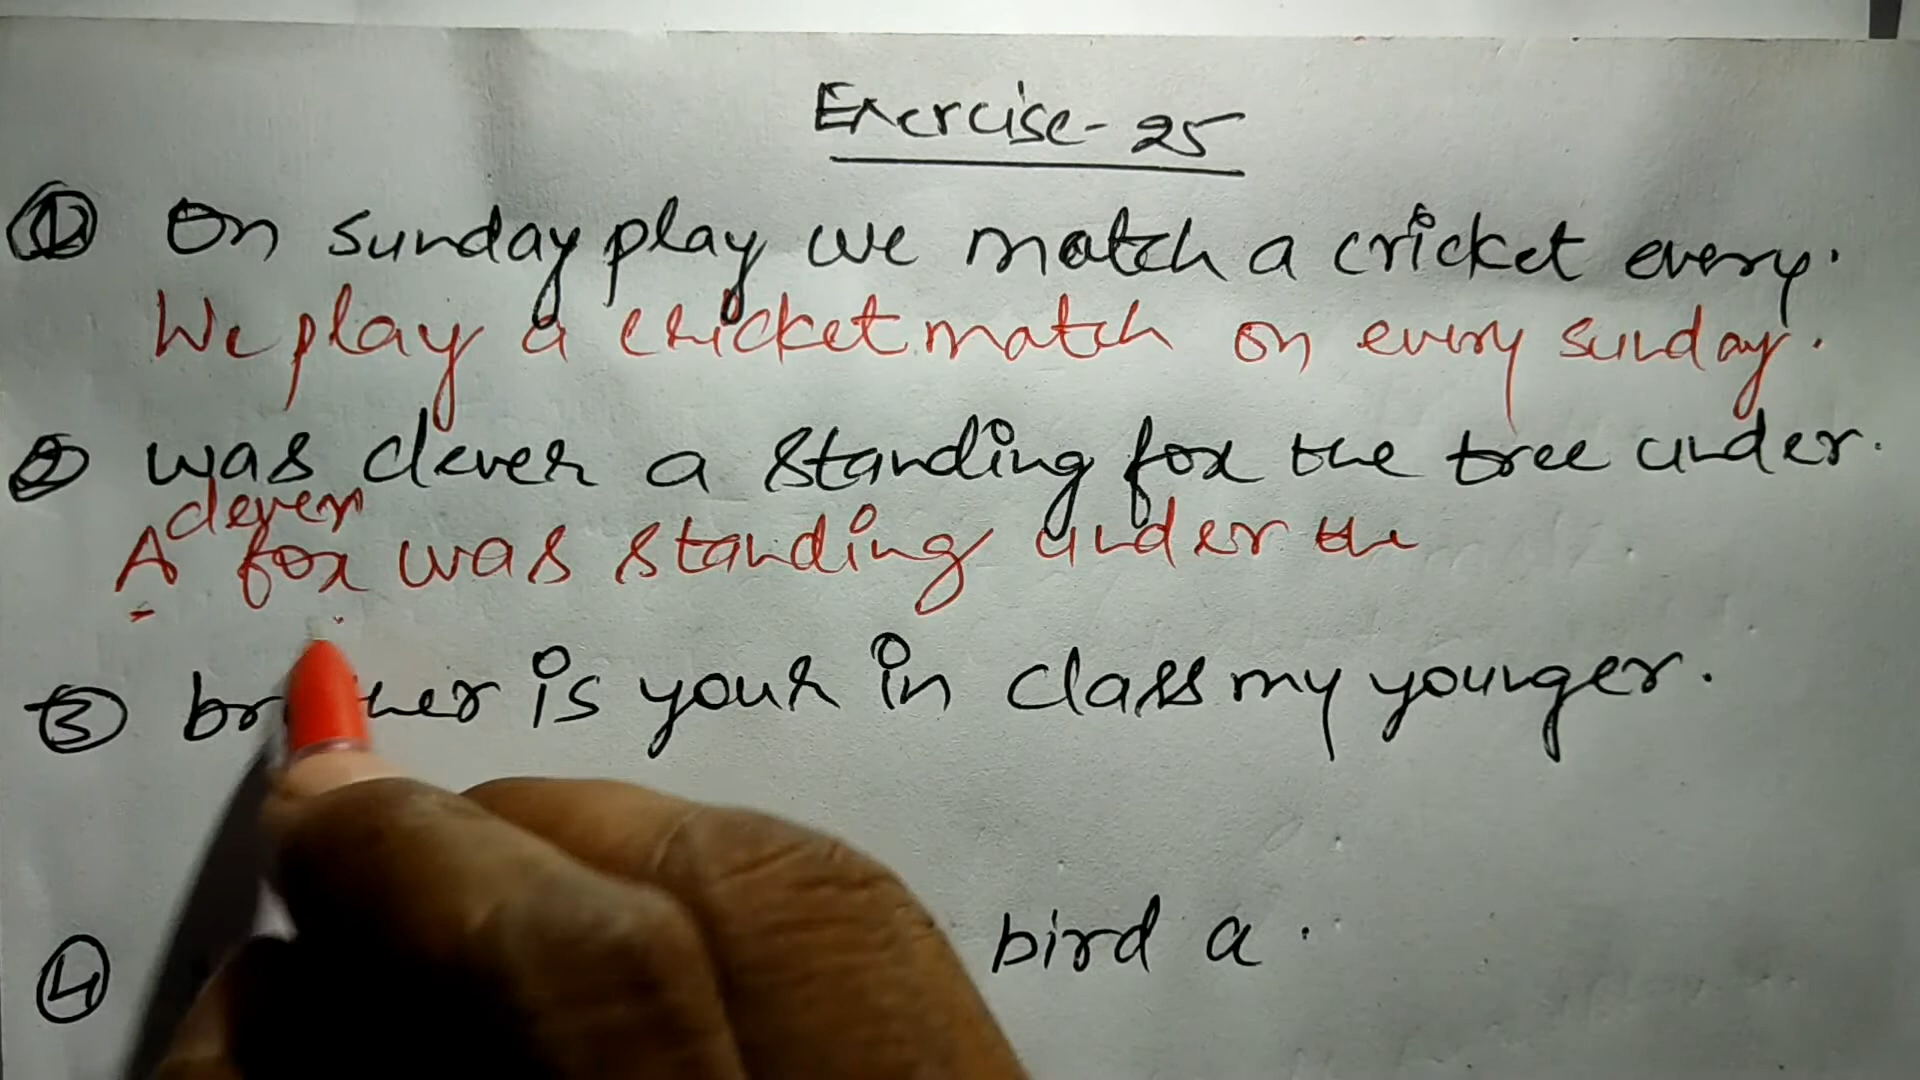 Exercise-25
① On sunday play we match a cricket every.
We play a cricket match on every sunday.
② was clever a standing fox the tree under.
clever
A fox was standing under the
③ is your in class my younger.
④ bird a.